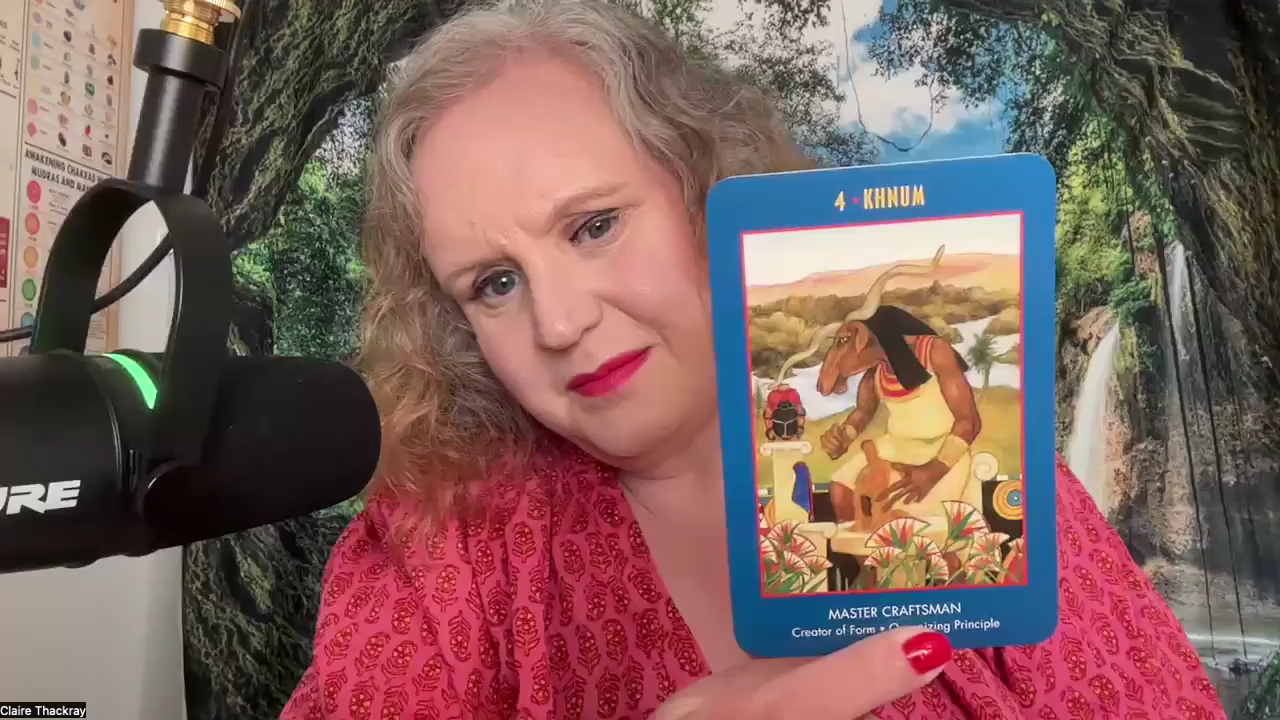 AWAKENING CHAKRAS
MUDRAS AND
URE
4 • KHNUM
MASTER CRAFTSMAN
Creator of Form • Organizing Principle
Claire Thackray